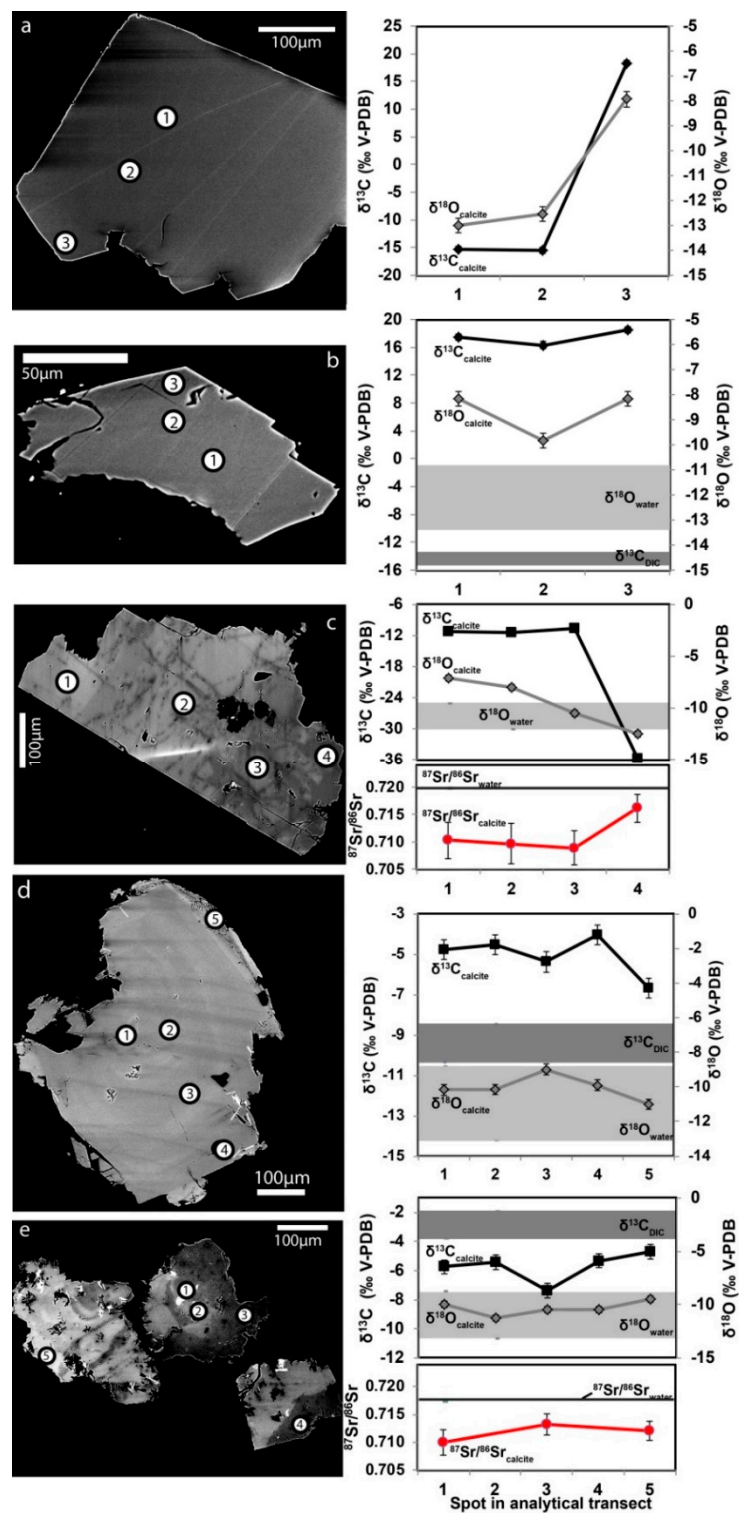 a
100µm
1
2
3
25
20
15
10
5
0
-5
-10
-15
-20
δ¹³C (‰ V-PDB)
δ¹⁸Ocalcite
δ¹³Ccalcite
-5
-6
-7
-8
-9
-10
-11
-12
-13
-14
-15
δ¹⁸O (‰ V-PDB)
1 2 3
b
50µm
3
2
1
20
16
12
8
4
0
-4
-8
-12
-16
δ¹³C (‰ V-PDB)
δ¹³Ccalcite
δ¹⁸Ocalcite
δ¹⁸Owater
δ¹³CDIC
-5
-6
-7
-8
-9
-10
-11
-12
-13
-14
-15
δ¹⁸O (‰ V-PDB)
1 2 3
c
100µm
1
2
3
4
-6
-12
-18
-24
-30
-36
δ¹³C (‰ V-PDB)
δ¹³Ccalcite
δ¹⁸Ocalcite
δ¹⁸Owater
0
-5
-10
-15
δ¹⁸O (‰ V-PDB)
⁸⁷Sr/⁸⁶Sr
0.720
0.715
0.710
0.705
⁸⁷Sr/⁸⁶Srwater
⁸⁷Sr/⁸⁶Srcalcite
1 2 3 4
d
100µm
5
1
2
3
4
-3
-5
-7
-9
-11
-13
-15
δ¹³C (‰ V-PDB)
δ¹³Ccalcite
δ¹³CDIC
δ¹⁸Ocalcite
δ¹⁸Owater
0
-2
-4
-6
-8
-10
-12
-14
δ¹⁸O (‰ V-PDB)
1 2 3 4 5
e
100µm
1
2
3
5
4
-2
-4
-6
-8
-10
-12
δ¹³C (‰ V-PDB)
δ¹³CDIC
δ¹³Ccalcite
δ¹⁸Ocalcite
δ¹⁸Owater
0
-5
-10
-15
δ¹⁸O (‰ V-PDB)
⁸⁷Sr/⁸⁶Sr
0.720
0.715
0.710
0.705
⁸⁷Sr/⁸⁶Srwater
⁸⁷Sr/⁸⁶Srcalcite
1 2 3 4 5
Spot in analytical transect